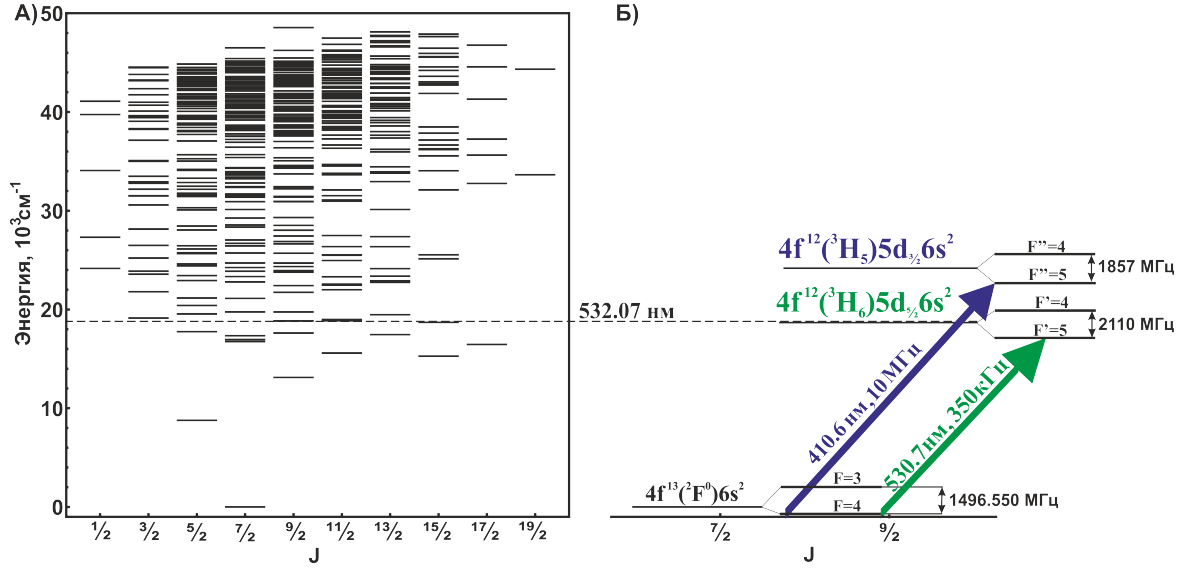 А)
Энергия, 10³см⁻¹
50
40
30
20
10
0
½ 3⁄2 5⁄2 7⁄2 9⁄2 11⁄2 13⁄2 15⁄2 17⁄2 19⁄2
J
532.07 нм
Б)
4f¹²(³H₅)5d₃⁄₂6s²
F''=4
F''=5
1857 МГц
4f¹²(³H₆)5d₅⁄₂6s²
F'=4
F'=5
2110 МГц
410.6 нм, 10 МГц
530.7нм, 350кГц
4f¹³(²F⁰)6s²
F=3
F=4
1496.550 МГц
7⁄2 9⁄2
J